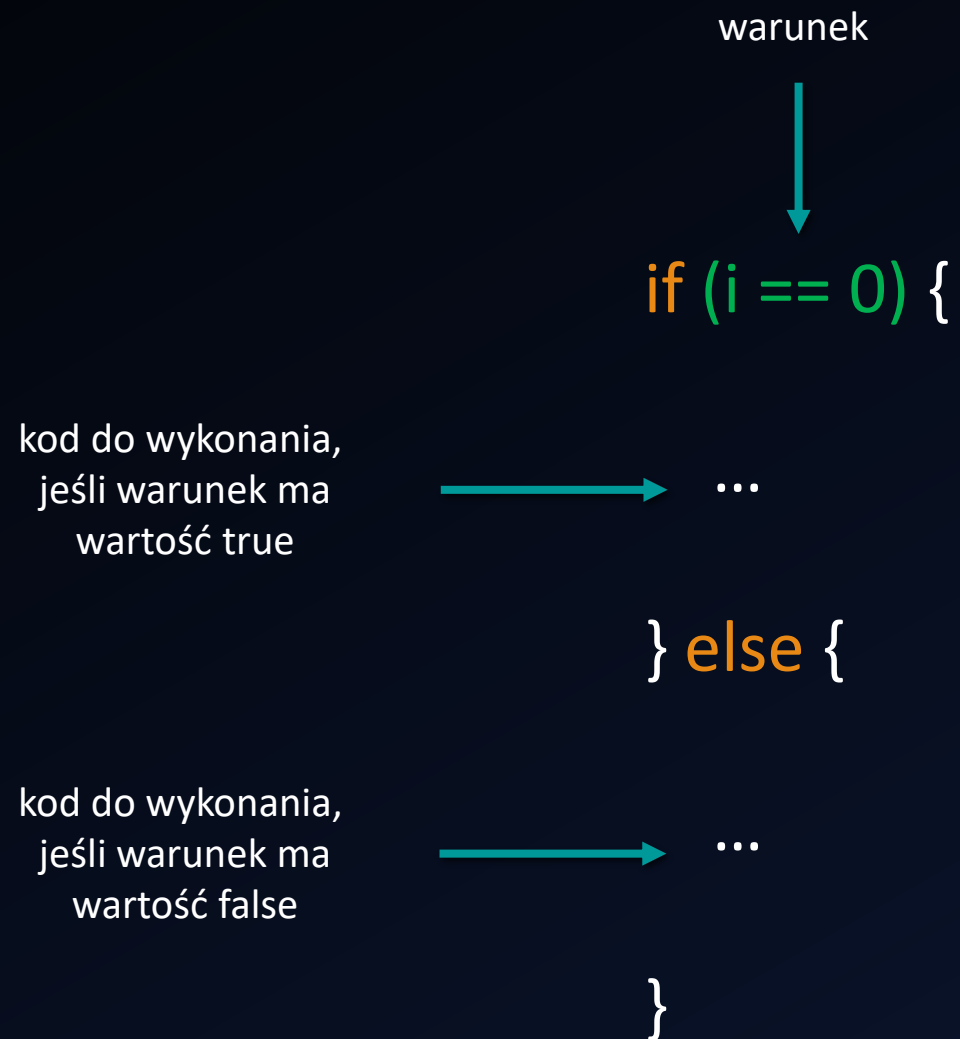 warunek
if (i == 0) {
kod do wykonania,
jeśli warunek ma
wartość true
...
} else {
kod do wykonania,
jeśli warunek ma
wartość false
...
}